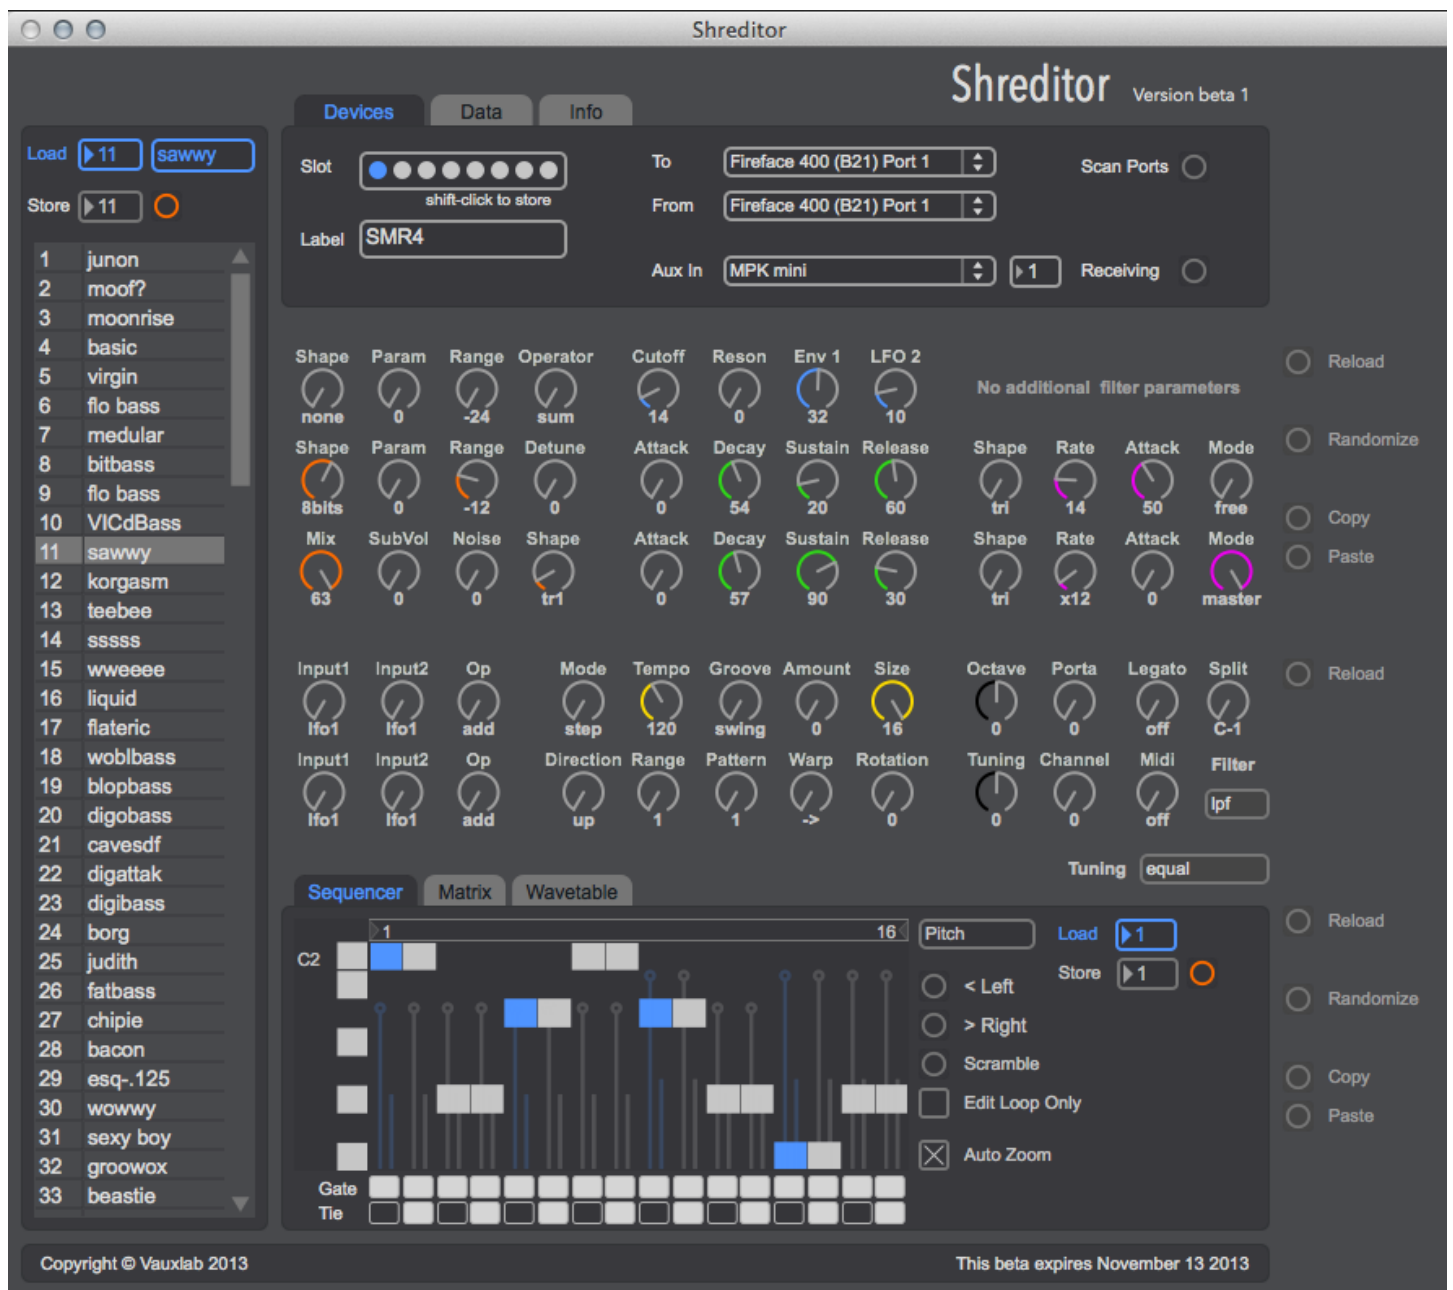 Shreditor
Shreditor Version beta 1
Devices Data Info
Load 11 sawwy
Store 11
Slot
shift-click to store
Label SMR4
To Fireface 400 (B21) Port 1 Scan Ports
From Fireface 400 (B21) Port 1
Aux In MPK mini 1 Receiving
1 junon
2 moof?
3 moonrise
4 basic
5 virgin
6 flo bass
7 medular
8 bitbass
9 flo bass
10 VICdBass
11 sawwy
12 korgasm
13 teebee
14 sssss
15 wweeee
16 liquid
17 flateric
18 woblbass
19 blopbass
20 digobass
21 cavesdf
22 digattak
23 digibass
24 borg
25 judith
26 fatbass
27 chipie
28 bacon
29 esq-.125
30 wowwy
31 sexy boy
32 groowox
33 beastie
Shape Param Range Operator Cutoff Reson Env 1 LFO 2
none 0 -24 sum 14 0 32 10
No additional filter parameters
Shape Param Range Detune Attack Decay Sustain Release Shape Rate Attack Mode
8bits 0 -12 0 0 54 20 60 tri 14 50 free
Mix SubVol Noise Shape Attack Decay Sustain Release Shape Rate Attack Mode
63 0 0 tr1 0 57 90 30 tri x12 0 master
Reload
Randomize
Copy
Paste
Input1 Input2 Op Mode Tempo Groove Amount Size Octave Porta Legato Split
lfo1 lfo1 add step 120 swing 0 16 0 0 off C-1
Reload
Input1 Input2 Op Direction Range Pattern Warp Rotation Tuning Channel Midi Filter
lfo1 lfo1 add up 1 1 -> 0 0 0 off lpf
Tuning equal
Sequencer Matrix Wavetable
1 16
C2
Gate
Tie
Pitch
< Left
> Right
Scramble
Edit Loop Only
Auto Zoom
Load 1
Store 1
Reload
Randomize
Copy
Paste
Copyright © Vauxlab 2013
This beta expires November 13 2013